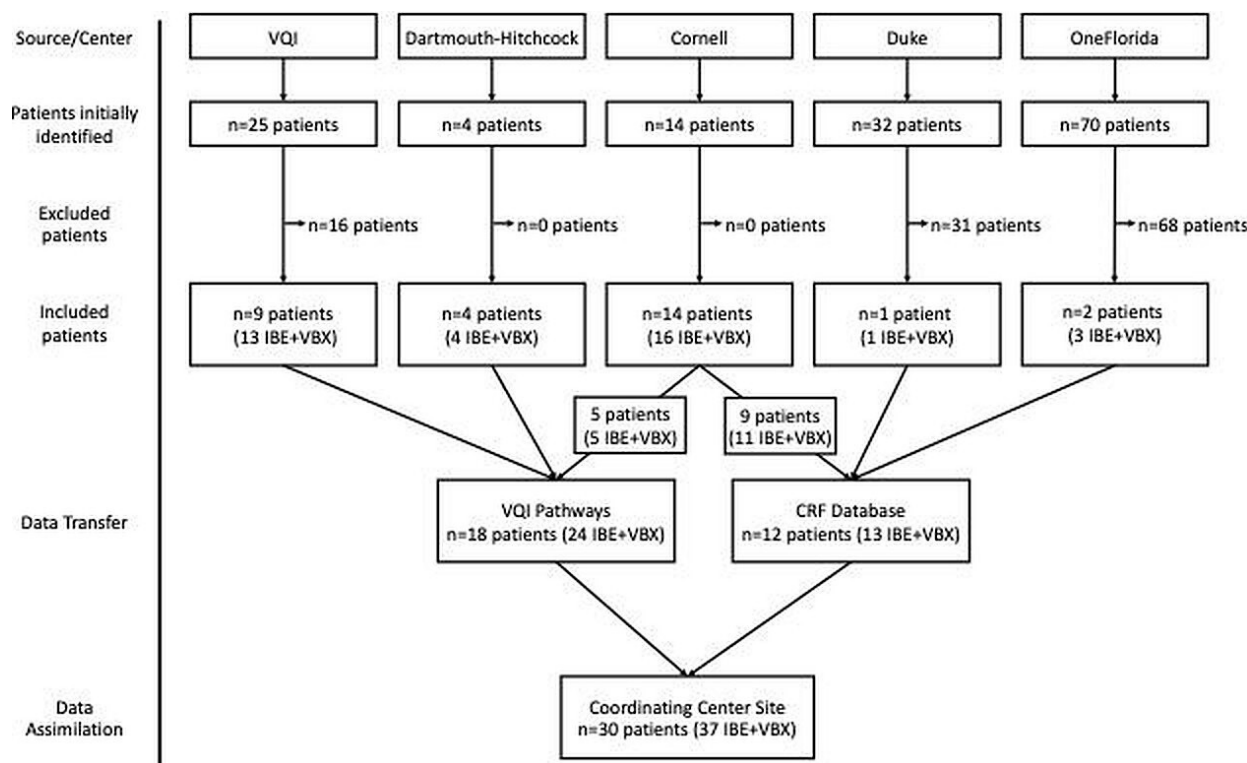 Source/Center
VQI
Dartmouth-Hitchcock
Cornell
Duke
OneFlorida
Patients initially
identified
n=25 patients
n=4 patients
n=14 patients
n=32 patients
n=70 patients
Excluded
patients
n=16 patients
n=0 patients
n=0 patients
n=31 patients
n=68 patients
Included
patients
n=9 patients
(13 IBE+VBX)
n=4 patients
(4 IBE+VBX)
n=14 patients
(16 IBE+VBX)
n=1 patient
(1 IBE+VBX)
n=2 patients
(3 IBE+VBX)
5 patients
(5 IBE+VBX)
9 patients
(11 IBE+VBX)
Data Transfer
VQI Pathways
n=18 patients (24 IBE+VBX)
CRF Database
n=12 patients (13 IBE+VBX)
Data
Assimilation
Coordinating Center Site
n=30 patients (37 IBE+VBX)